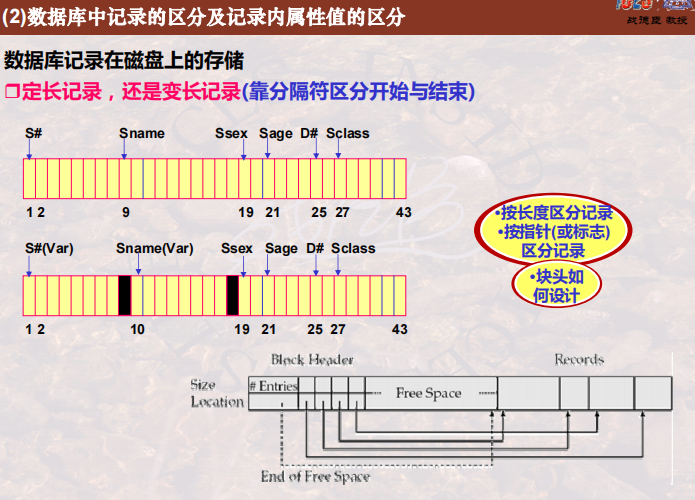 (2)数据库中记录的区分及记录内属性值的区分
战德臣 教授
数据库记录在磁盘上的存储
定长记录，还是变长记录(靠分隔符区分开始与结束)
S# Sname Ssex Sage D# Sclass
1 2 9 19 21 25 27 43
S#(Var) Sname(Var) Ssex Sage D# Sclass
1 2 10 19 21 25 27 43
•按长度区分记录
•按指针(或标志)
区分记录
•块头如
何设计
Block Header Records
Size # Entries Free Space
Location
End of Free Space